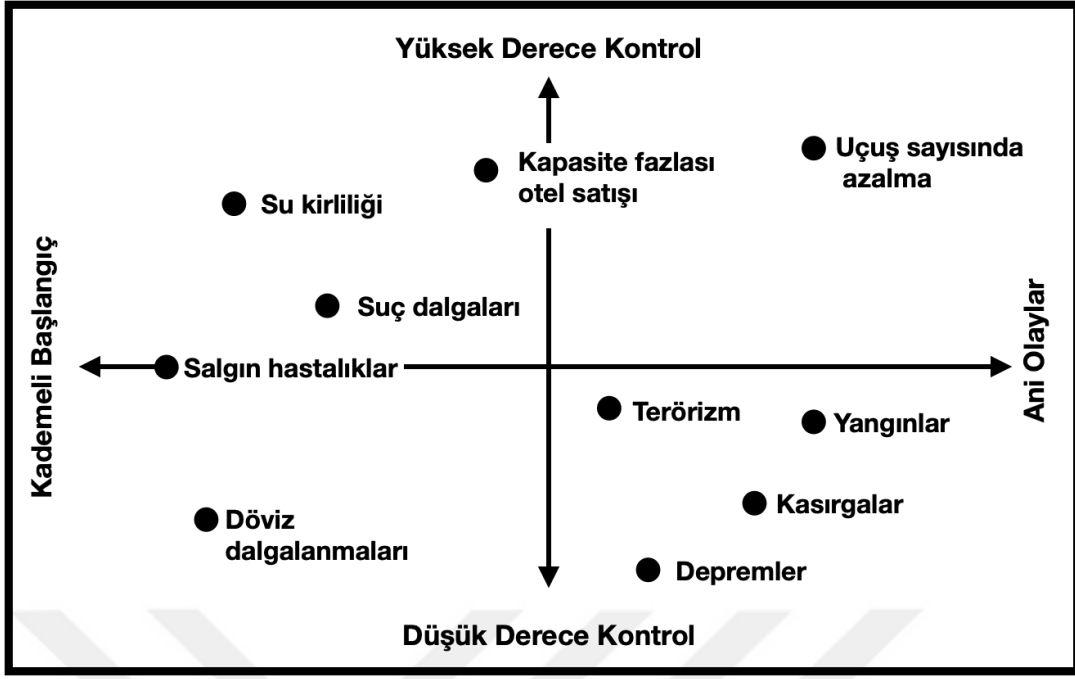 Yüksek Derece Kontrol
Kapasite fazlası
otel satışı
Uçuş sayısında
azalma
Su kirliliği
Suç dalgaları
Kademeli Başlangıç
Salgın hastalıklar
Ani Olaylar
Terörizm
Yangınlar
Kasırgalar
Döviz
dalgalanmaları
Depremler
Düşük Derece Kontrol